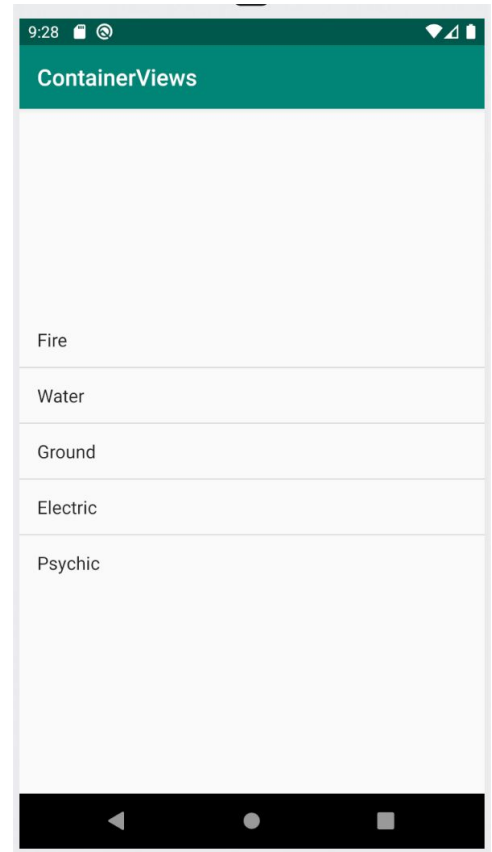 9:28
ContainerViews
Fire
Water
Ground
Electric
Psychic